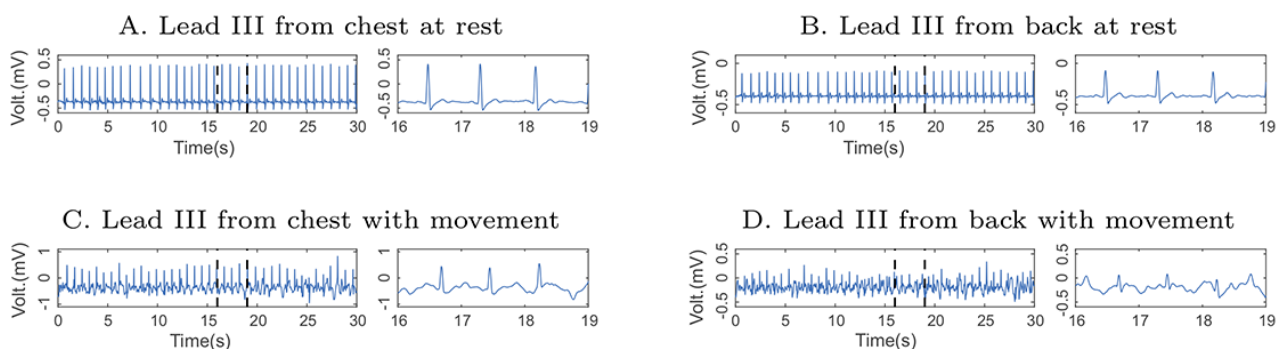 A. Lead III from chest at rest
Volt.(mV)
0.5
0
-0.5
0 5 10 15 20 25 30
Time(s)
16 17 18 19
B. Lead III from back at rest
Volt.(mV)
0
-0.5
0 5 10 15 20 25 30
Time(s)
16 17 18 19
C. Lead III from chest with movement
Volt.(mV)
1
0
-1
0 5 10 15 20 25 30
Time(s)
16 17 18 19
D. Lead III from back with movement
Volt.(mV)
0.5
0
-0.5
0 5 10 15 20 25 30
Time(s)
16 17 18 19